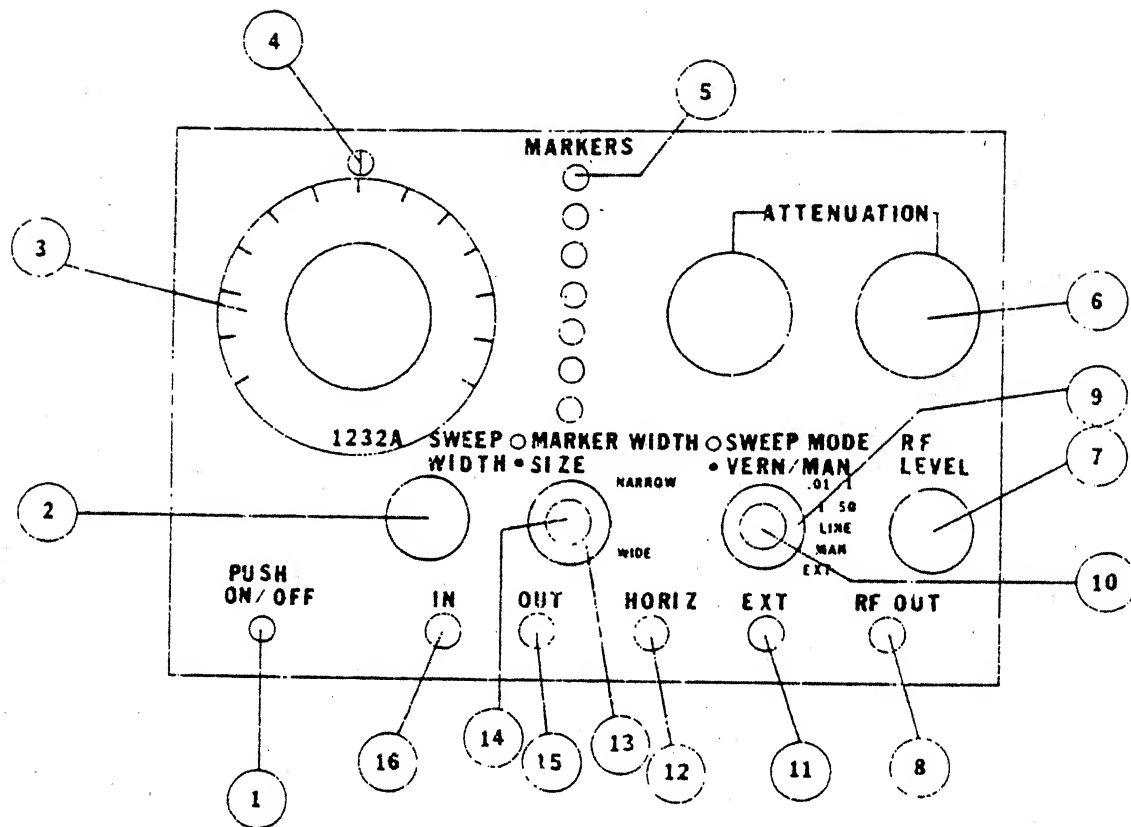 4
5
MARKERS
ATTENUATION
3
6
9
1232A SWEEP ○ MARKER WIDTH ○ SWEEP MODE RF
WIDTH • SIZE • VERN/MAN LEVEL
7
NARROW
.01 1
2
1 50
LINE
WIDE
MAN
EXT
10
PUSH
ON/OFF
IN OUT HORIZ EXT RF OUT
14
13
16
15
12
11
8
1